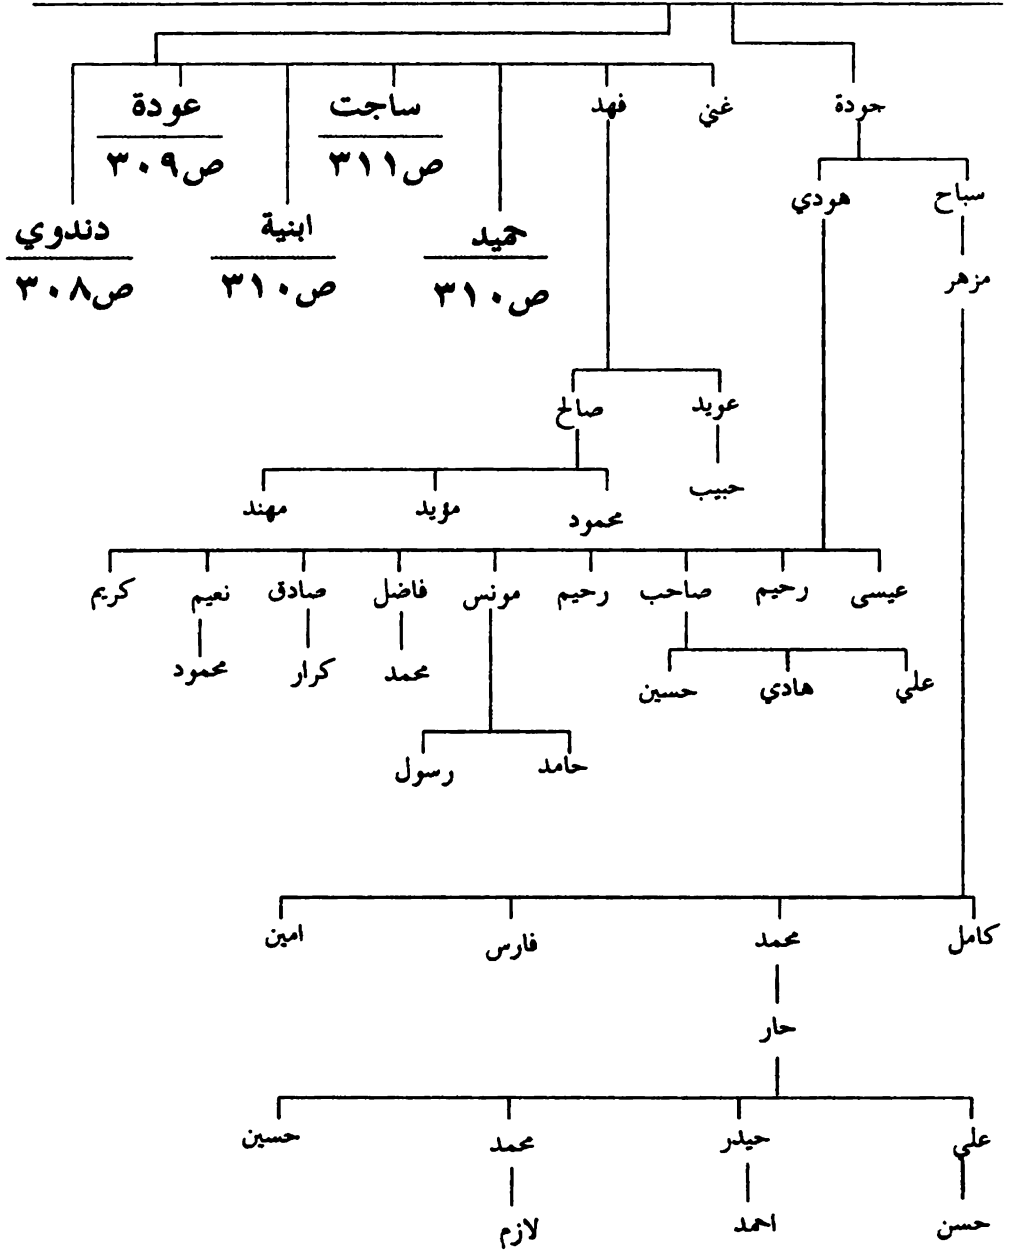 جودة غني فهد ساجت عودة
ص٣١١ ص٣٠٩
سباح هودي
حميد ابنية دندوي
ص٣١٠ ص٣١٠ ص٣٠٨
مزهر
عويد صالح
حبيب
محمود مؤيد مهند
عيسى رحيم صاحب رحيم مونس فاضل صادق نعيم كريم
علي هادي حسين محمد كرار محمود
حامد رسول
كامل محمد فارس امين
حار
علي حيدر محمد حسين
حسن احمد لازم